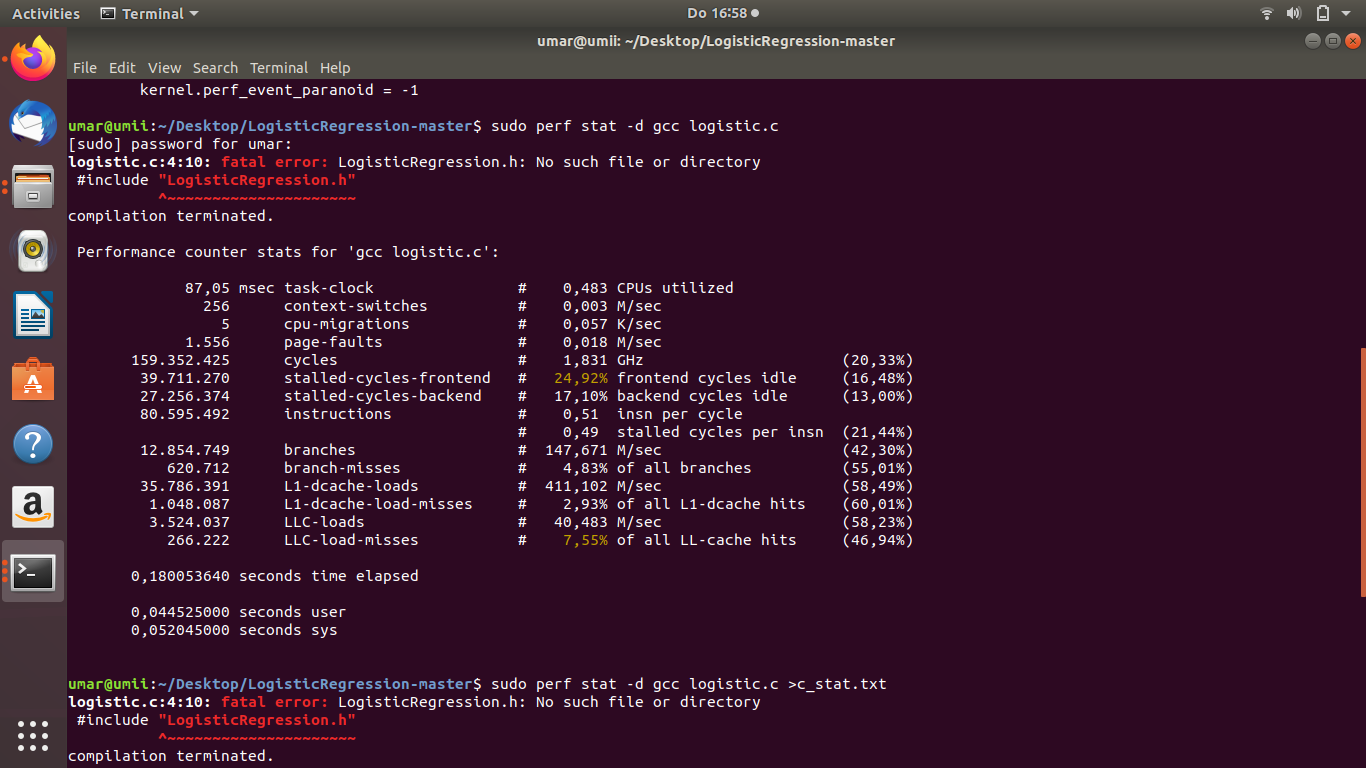 Activities Terminal Do 16:58
umar@umii: ~/Desktop/LogisticRegression-master
File Edit View Search Terminal Help
kernel.perf_event_paranoid = -1
umar@umii:~/Desktop/LogisticRegression-master$ sudo perf stat -d gcc logistic.c
[sudo] password for umar:
logistic.c:4:10: fatal error: LogisticRegression.h: No such file or directory
#include "LogisticRegression.h"
^~~~~~~~~~~~~~~~~~~~~~
compilation terminated.
Performance counter stats for 'gcc logistic.c':
87,05 msec task-clock # 0,483 CPUs utilized
256 context-switches # 0,003 M/sec
5 cpu-migrations # 0,057 K/sec
1.556 page-faults # 0,018 M/sec
159.352.425 cycles # 1,831 GHz (20,33%)
39.711.270 stalled-cycles-frontend # 24,92% frontend cycles idle (16,48%)
27.256.374 stalled-cycles-backend # 17,10% backend cycles idle (13,00%)
80.595.492 instructions # 0,51 insn per cycle
# 0,49 stalled cycles per insn (21,44%)
12.854.749 branches # 147,671 M/sec (42,30%)
620.712 branch-misses # 4,83% of all branches (55,01%)
35.786.391 L1-dcache-loads # 411,102 M/sec (58,49%)
1.048.087 L1-dcache-load-misses # 2,93% of all L1-dcache hits (60,01%)
3.524.037 LLC-loads # 40,483 M/sec (58,23%)
266.222 LLC-load-misses # 7,55% of all LL-cache hits (46,94%)
0,180053640 seconds time elapsed
0,044525000 seconds user
0,052045000 seconds sys
umar@umii:~/Desktop/LogisticRegression-master$ sudo perf stat -d gcc logistic.c >c_stat.txt
logistic.c:4:10: fatal error: LogisticRegression.h: No such file or directory
#include "LogisticRegression.h"
^~~~~~~~~~~~~~~~~~~~~~
compilation terminated.